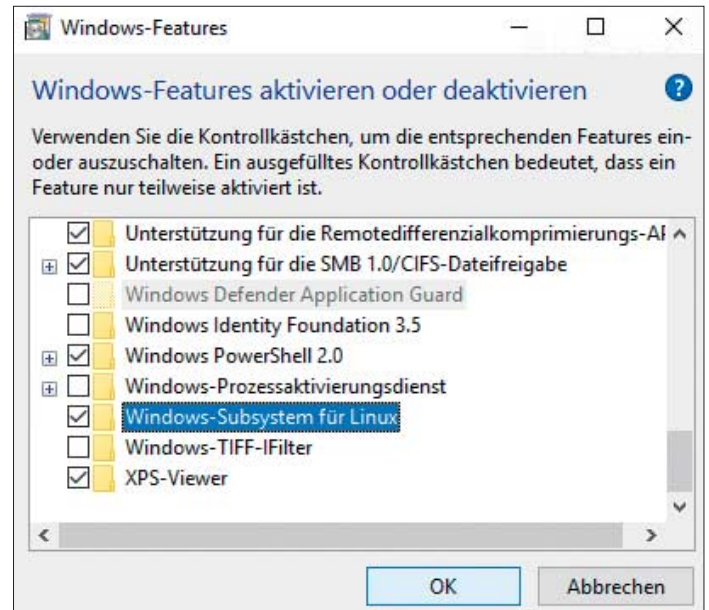 Windows-Features
Windows-Features aktivieren oder deaktivieren
Verwenden Sie die Kontrollkästchen, um die entsprechenden Features ein-
oder auszuschalten. Ein ausgefülltes Kontrollkästchen bedeutet, dass ein
Feature nur teilweise aktiviert ist.
Unterstützung für die Remotedifferenzialkomprimierungs-AP
Unterstützung für die SMB 1.0/CIFS-Dateifreigabe
Windows Defender Application Guard
Windows Identity Foundation 3.5
Windows PowerShell 2.0
Windows-Prozessaktivierungsdienst
Windows-Subsystem für Linux
Windows-TIFF-IFilter
XPS-Viewer
OK
Abbrechen